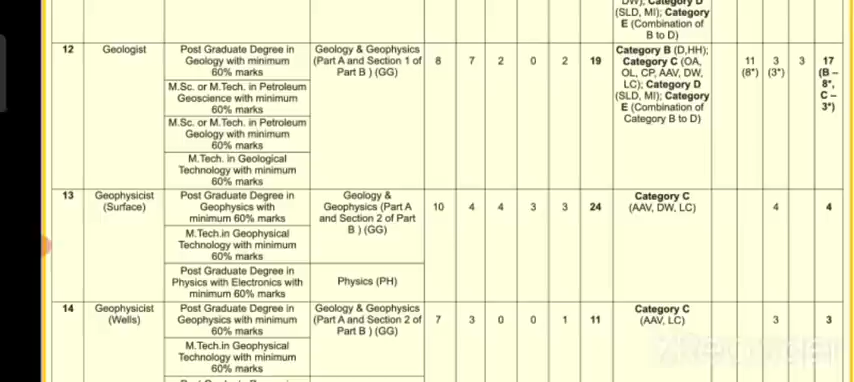 DW), Category D
(SLD, MI); Category
E (Combination of
B to D)
12
Geologist
Post Graduate Degree in
Geology with minimum
60% marks
M.Sc. or M.Tech. in Petroleum
Geoscience with minimum
60% marks
M.Sc. or M.Tech. in Petroleum
Geology with minimum
60% marks
M.Tech. in Geological
Technology with minimum
60% marks
Geology & Geophysics
(Part A and Section 1 of
Part B ) (GG)
8
7
2
0
2
19
Category B (D,HH);
Category C (OA,
OL, CP, AAV, DW,
LC); Category D
(SLD, MI); Category
E (Combination of
Category B to D)
11
(8*)
3
(3*)
3
17
(B –
8*,
C –
3*)
13
Geophysicist
(Surface)
Post Graduate Degree in
Geophysics with
minimum 60% marks
M.Tech.in Geophysical
Technology with minimum
60% marks
Post Graduate Degree in
Physics with Electronics with
minimum 60% marks
Geology &
Geophysics (Part A
and Section 2 of Part
B ) (GG)
Physics (PH)
10
4
4
3
3
24
Category C
(AAV, DW, LC)
4
4
14
Geophysicist
(Wells)
Post Graduate Degree in
Geophysics with minimum
60% marks
M.Tech.in Geophysical
Technology with minimum
60% marks
Geology & Geophysics
(Part A and Section 2 of
Part B ) (GG)
7
3
0
0
1
11
Category C
(AAV, LC)
3
3